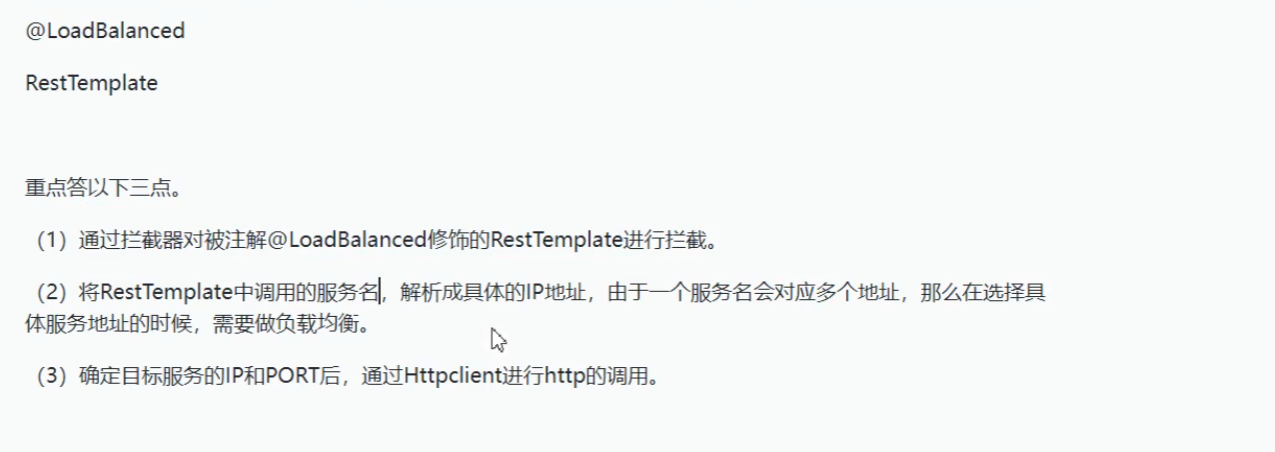 @LoadBalanced
RestTemplate
重点答以下三点。
（1）通过拦截器对被注解@LoadBalanced修饰的RestTemplate进行拦截。
（2）将RestTemplate中调用的服务名，解析成具体的IP地址，由于一个服务名会对应多个地址，那么在选择具
体服务地址的时候，需要做负载均衡。
（3）确定目标服务的IP和PORT后，通过Httpclient进行http的调用。